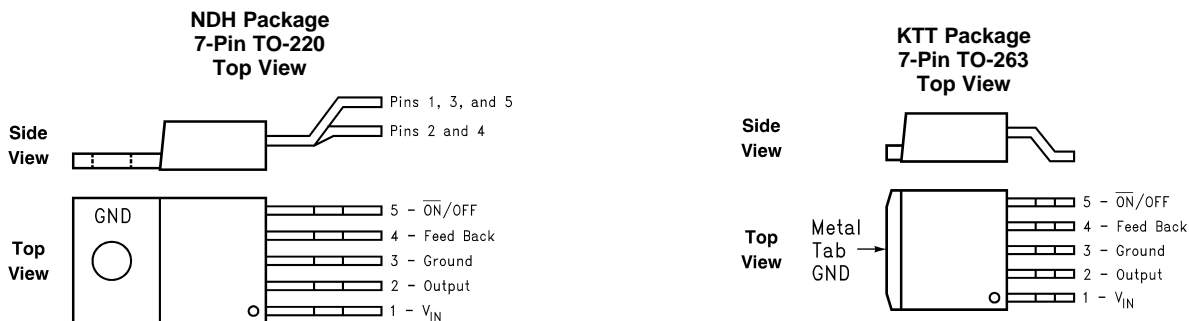 NDH Package
7-Pin TO-220
Top View
Side
View
Pins 1, 3, and 5
Pins 2 and 4
Top
View
GND
5 - O̅N̅/OFF
4 - Feed Back
3 - Ground
2 - Output
1 - VIN
KTT Package
7-Pin TO-263
Top View
Side
View
Top
View
Metal
Tab
GND
5 - O̅N̅/OFF
4 - Feed Back
3 - Ground
2 - Output
1 - VIN